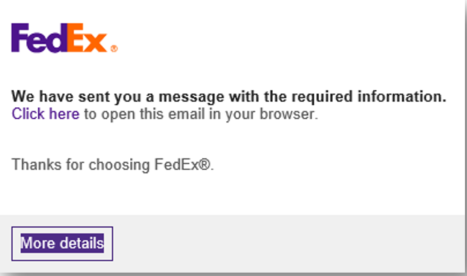 FedEx®
We have sent you a message with the required information.
Click here to open this email in your browser.
Thanks for choosing FedEx®.
More details